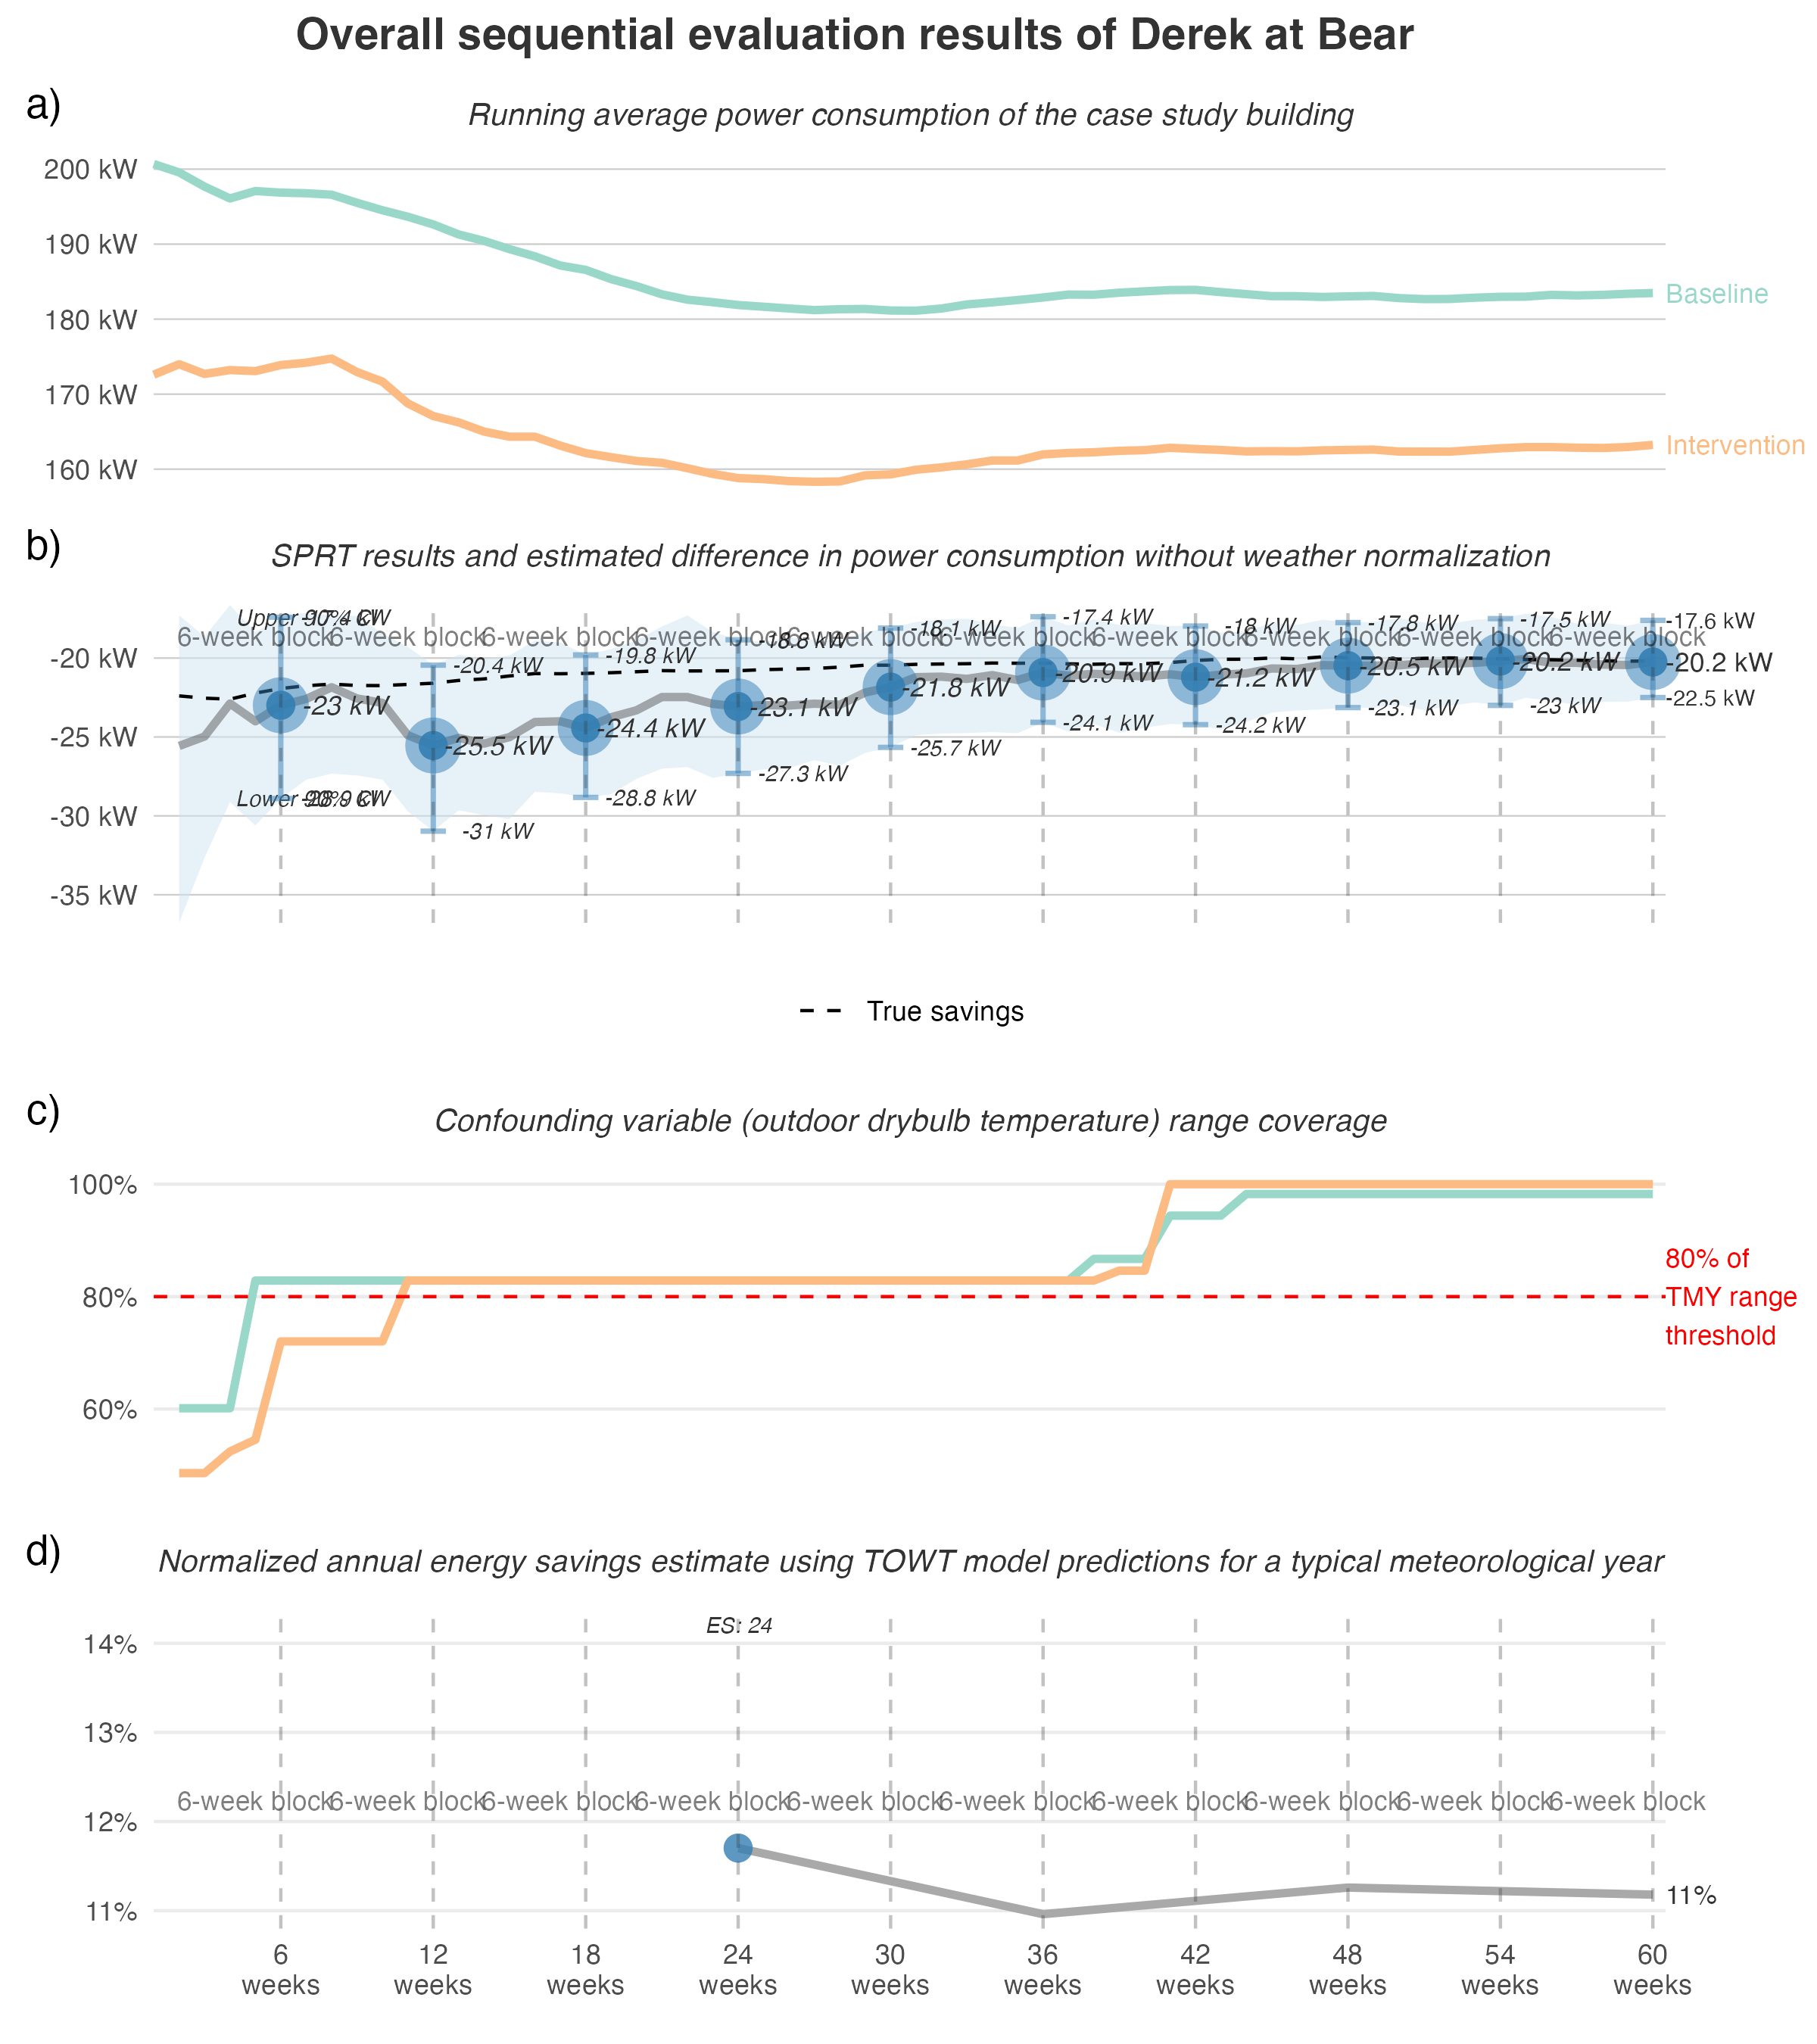 Overall sequential evaluation results of Derek at Bear
a)
Running average power consumption of the case study building
200 kW
190 kW
180 kW
170 kW
160 kW
Baseline
Intervention
b)
SPRT results and estimated difference in power consumption without weather normalization
Upper 90% CI
-17.4 kW
-20.4 kW
-19.8 kW
-18.8 kW
-18.1 kW
-17.4 kW
-18 kW
-17.8 kW
-17.5 kW
-17.6 kW
6-week block
6-week block
6-week block
6-week block
6-week block
6-week block
6-week block
6-week block
6-week block
6-week block
-20 kW
-25 kW
-30 kW
-35 kW
-23 kW
-25.5 kW
-24.4 kW
-23.1 kW
-21.8 kW
-20.9 kW
-21.2 kW
-20.5 kW
-20.2 kW
-20.2 kW
Lower 90% CI
-28.9 kW
-31 kW
-28.8 kW
-27.3 kW
-25.7 kW
-24.1 kW
-24.2 kW
-23.1 kW
-23 kW
-22.5 kW
True savings
c)
Confounding variable (outdoor drybulb temperature) range coverage
100%
80%
60%
80% of
TMY range
threshold
d)
Normalized annual energy savings estimate using TOWT model predictions for a typical meteorological year
ES: 24
14%
13%
12%
11%
6-week block
6-week block
6-week block
6-week block
6-week block
6-week block
6-week block
6-week block
6-week block
6-week block
11%
6
weeks
12
weeks
18
weeks
24
weeks
30
weeks
36
weeks
42
weeks
48
weeks
54
weeks
60
weeks